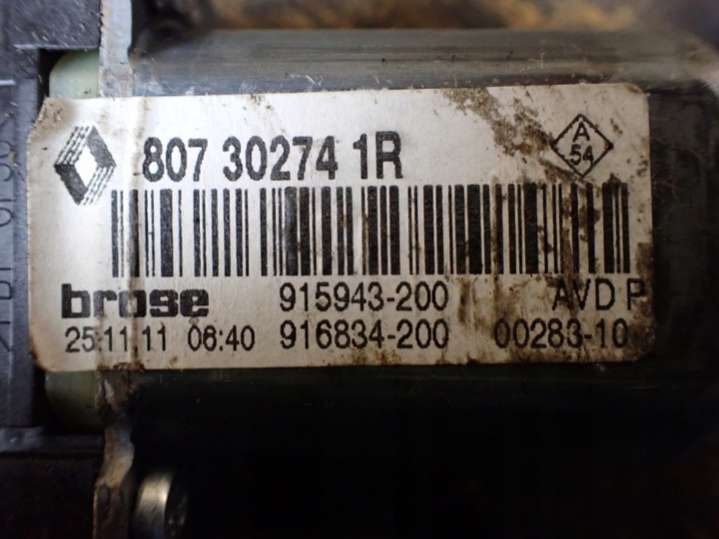 807 30274 1R
A
54
brose 915943-200 AVD P
25.11.11 06:40 916834-200 00283-10